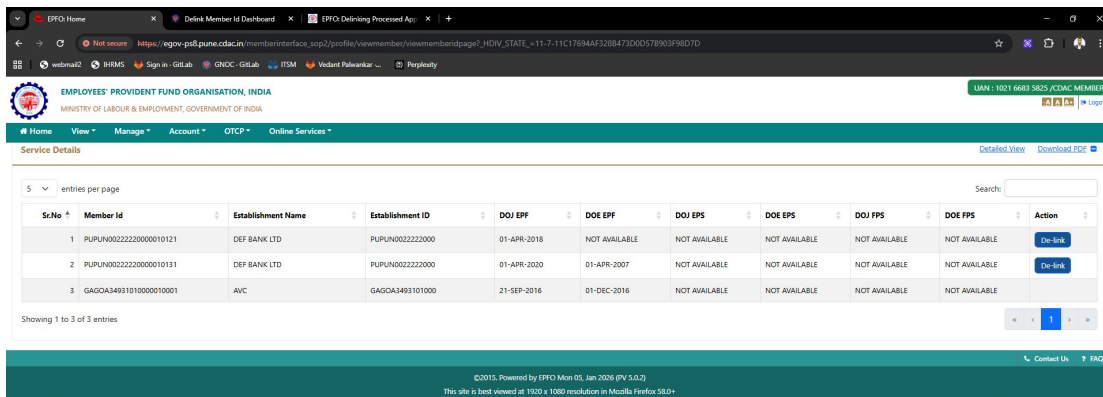 EPFO: Home
Delink Member Id Dashboard
EPFO: Delinking Processed App
Not secure https://egov-ps8.pune.cdac.in/memberinterface_sop2/profile/viewmember/viewmemberidpage?_HDIV_STATE_=11-7-11C17694AF3288473D0D578903F98D7D
webmail2 IHRMS Sign in · GitLab GNOC · GitLab ITSM Vedant Palwankar -... Perplexity
EMPLOYEES' PROVIDENT FUND ORGANISATION, INDIA
MINISTRY OF LABOUR & EMPLOYMENT, GOVERNMENT OF INDIA
UAN : 1021 6683 5825 /CDAC MEMBER
-A A A+ Logo
Home View Manage Account OTCP Online Services
Service Details
Detailed View Download PDF
5 entries per page
Search:
Sr.No Member Id Establishment Name Establishment ID DOJ EPF DOE EPF DOJ EPS DOE EPS DOJ FPS DOE FPS Action
1 PUPUN00222220000010121 DEF BANK LTD PUPUN0022222000 01-APR-2018 NOT AVAILABLE NOT AVAILABLE NOT AVAILABLE NOT AVAILABLE NOT AVAILABLE De-link
2 PUPUN00222220000010131 DEF BANK LTD PUPUN0022222000 01-APR-2020 01-APR-2007 NOT AVAILABLE NOT AVAILABLE NOT AVAILABLE NOT AVAILABLE De-link
3 GAGOA34931010000010001 AVC GAGOA3493101000 21-SEP-2016 01-DEC-2016 NOT AVAILABLE NOT AVAILABLE NOT AVAILABLE NOT AVAILABLE
Showing 1 to 3 of 3 entries
« ‹ 1 › »
Contact Us ? FAQ
©2015. Powered by EPFO Mon 05, Jan 2026 (PV 5.0.2)
This site is best viewed at 1920 x 1080 resolution in Mozilla Firefox 58.0+